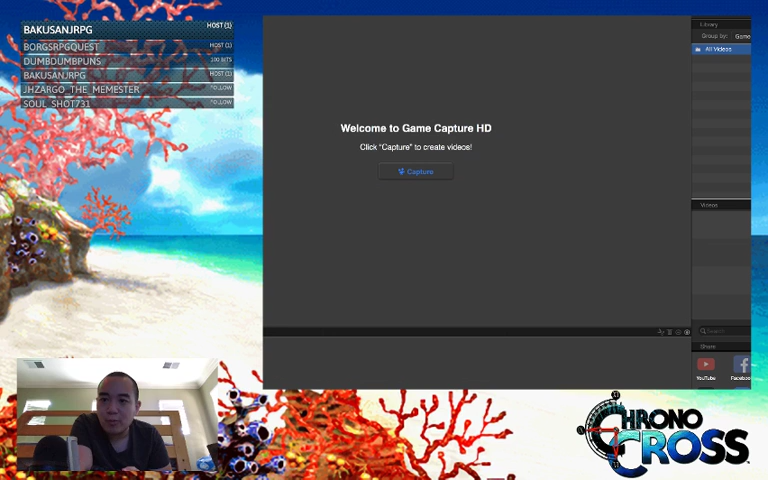 BAKUSANJRPG HOST (1)
BORGSRPGQUEST HOST (1)
DUMBDUMBPUNS 100 BITS
BAKUSANJRPG HOST (1)
JHZARGO_THE_MEMESTER FOLLOW
SOUL_SHOT731 FOLLOW
Library
Group by: Game
All Videos
Welcome to Game Capture HD
Click "Capture" to create videos!
Capture
Videos
Search
Share
YouTube Faceboo
CHRONO
CROSS